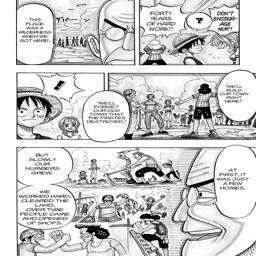 DON'T
ENCOUR-
AGE
HIM!!
FORTY
YEARS
OF HARD
WORK!!
THIS
PLACE WAS
A
WILDERNESS
WHEN WE
GOT HERE.
"WE'LL
BUILD
OUR TOWN
RIGHT
HERE!"
"WE'LL
FORGET
OUR OLD
TOWN THAT
THE PIRATES
DESTROYED."
!
AT
FIRST, IT
WAS JUST
A FEW
HOMES.
BUT
SLOWLY
OUR
NUMBERS
GREW.
WE
WORKED HARD,
CLEARED THE
LAND.
OVER TIME
PEOPLE CAME
AND OPENED
UP SHOPS.